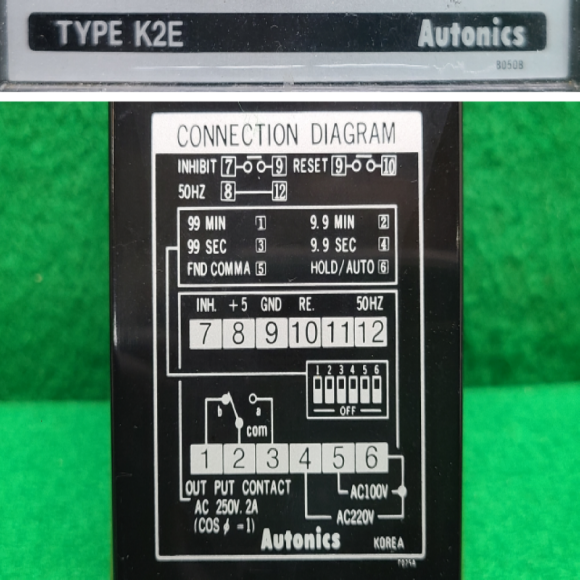 TYPE K2E Autonics
8050B
CONNECTION DIAGRAM
INHIBIT 7 9 RESET 9 10
50HZ 8 12
99 MIN 1 9.9 MIN 2
99 SEC 3 9.9 SEC 4
FND COMMA 5 HOLD/AUTO 6
INH. +5 GND RE. 50HZ
7 8 9 10 11 12
1 2 3 4 5 6
OFF
b a
com
1 2 3 4 5 6
OUT PUT CONTACT
AC100V
AC 250V. 2A
AC220V
(COS ϕ =1)
Autonics KOREA